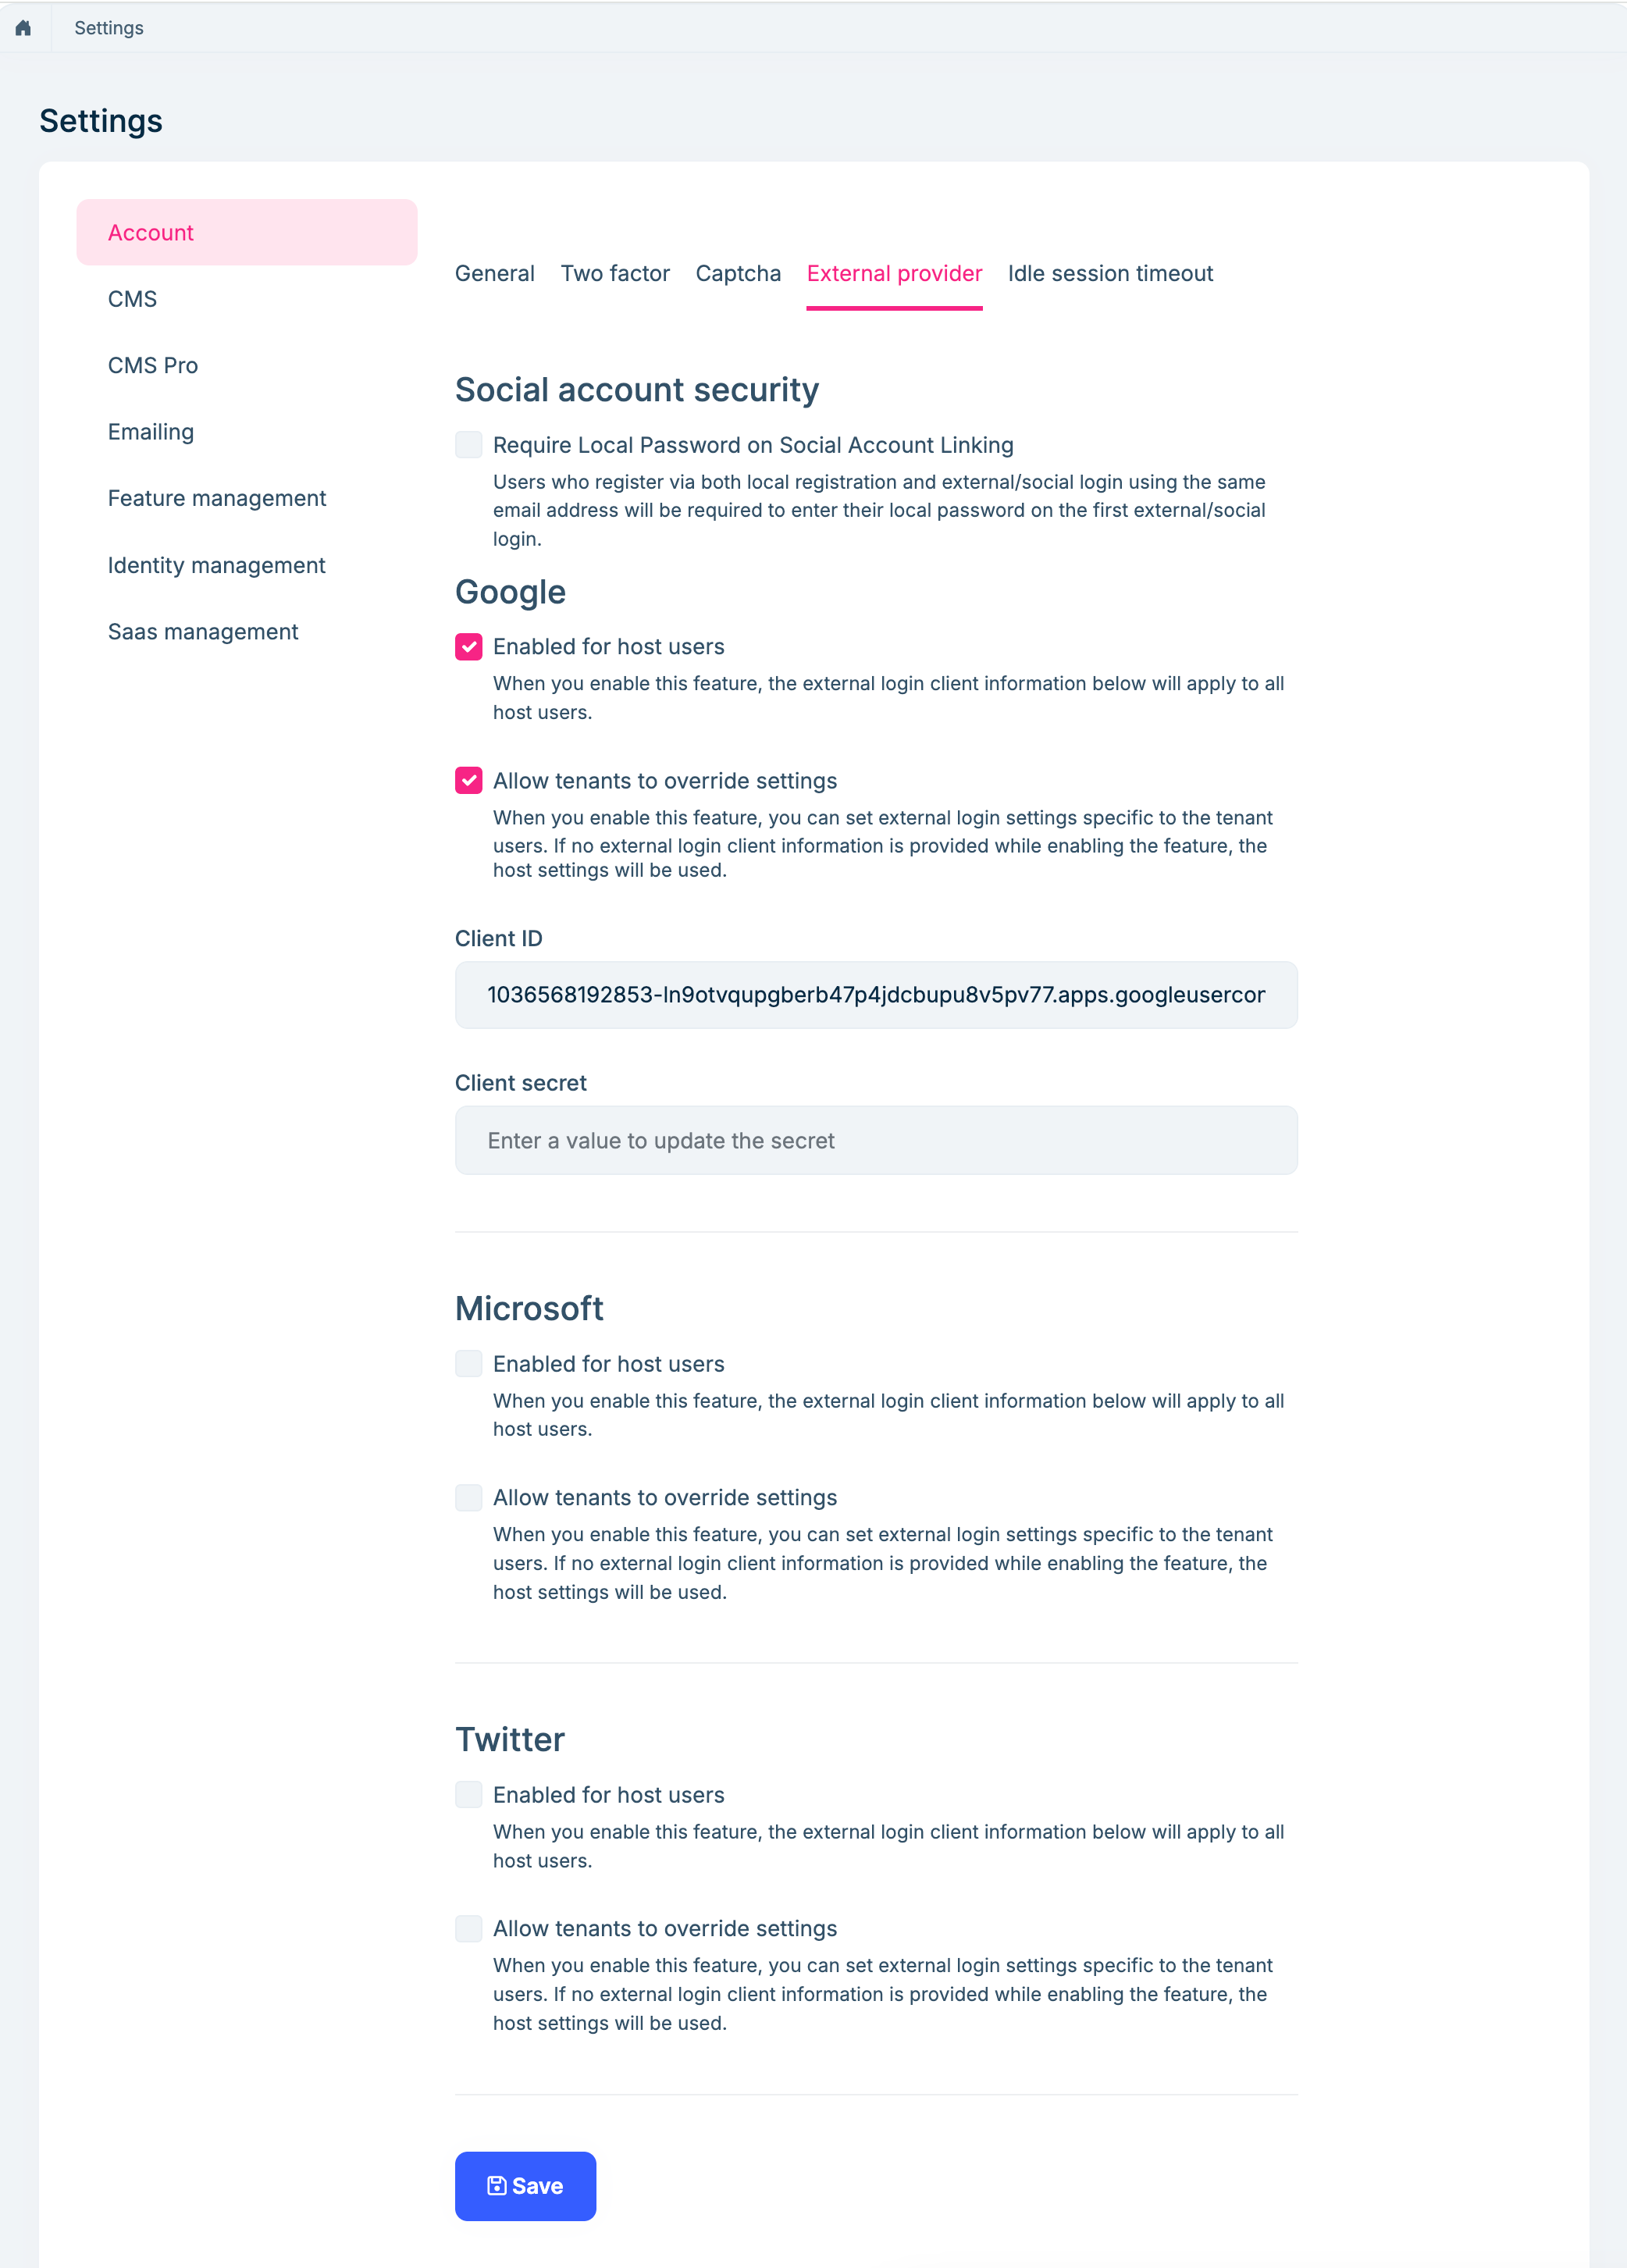 Settings
Settings
Account
CMS
CMS Pro
Emailing
Feature management
Identity management
Saas management
General Two factor Captcha External provider Idle session timeout
Social account security
Require Local Password on Social Account Linking
Users who register via both local registration and external/social login using the same
email address will be required to enter their local password on the first external/social
login.
Google
Enabled for host users
When you enable this feature, the external login client information below will apply to all
host users.
Allow tenants to override settings
When you enable this feature, you can set external login settings specific to the tenant
users. If no external login client information is provided while enabling the feature, the
host settings will be used.
Client ID
1036568192853-ln9otvqupgberb47p4jdcbupu8v5pv77.apps.googleusercor
Client secret
Enter a value to update the secret
Microsoft
Enabled for host users
When you enable this feature, the external login client information below will apply to all
host users.
Allow tenants to override settings
When you enable this feature, you can set external login settings specific to the tenant
users. If no external login client information is provided while enabling the feature, the
host settings will be used.
Twitter
Enabled for host users
When you enable this feature, the external login client information below will apply to all
host users.
Allow tenants to override settings
When you enable this feature, you can set external login settings specific to the tenant
users. If no external login client information is provided while enabling the feature, the
host settings will be used.
Save